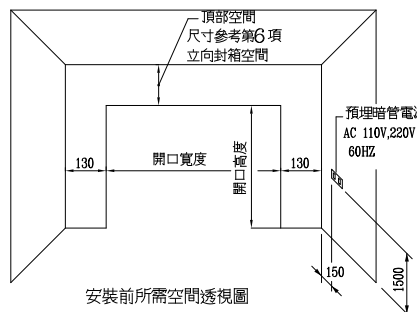 頂部空間
尺寸參考第6項
立向封箱空間
預埋暗管電
AC 110V,220V
60HZ
130
開口寬度
開口高度
130
150
1500
安裝前所需空間透視圖